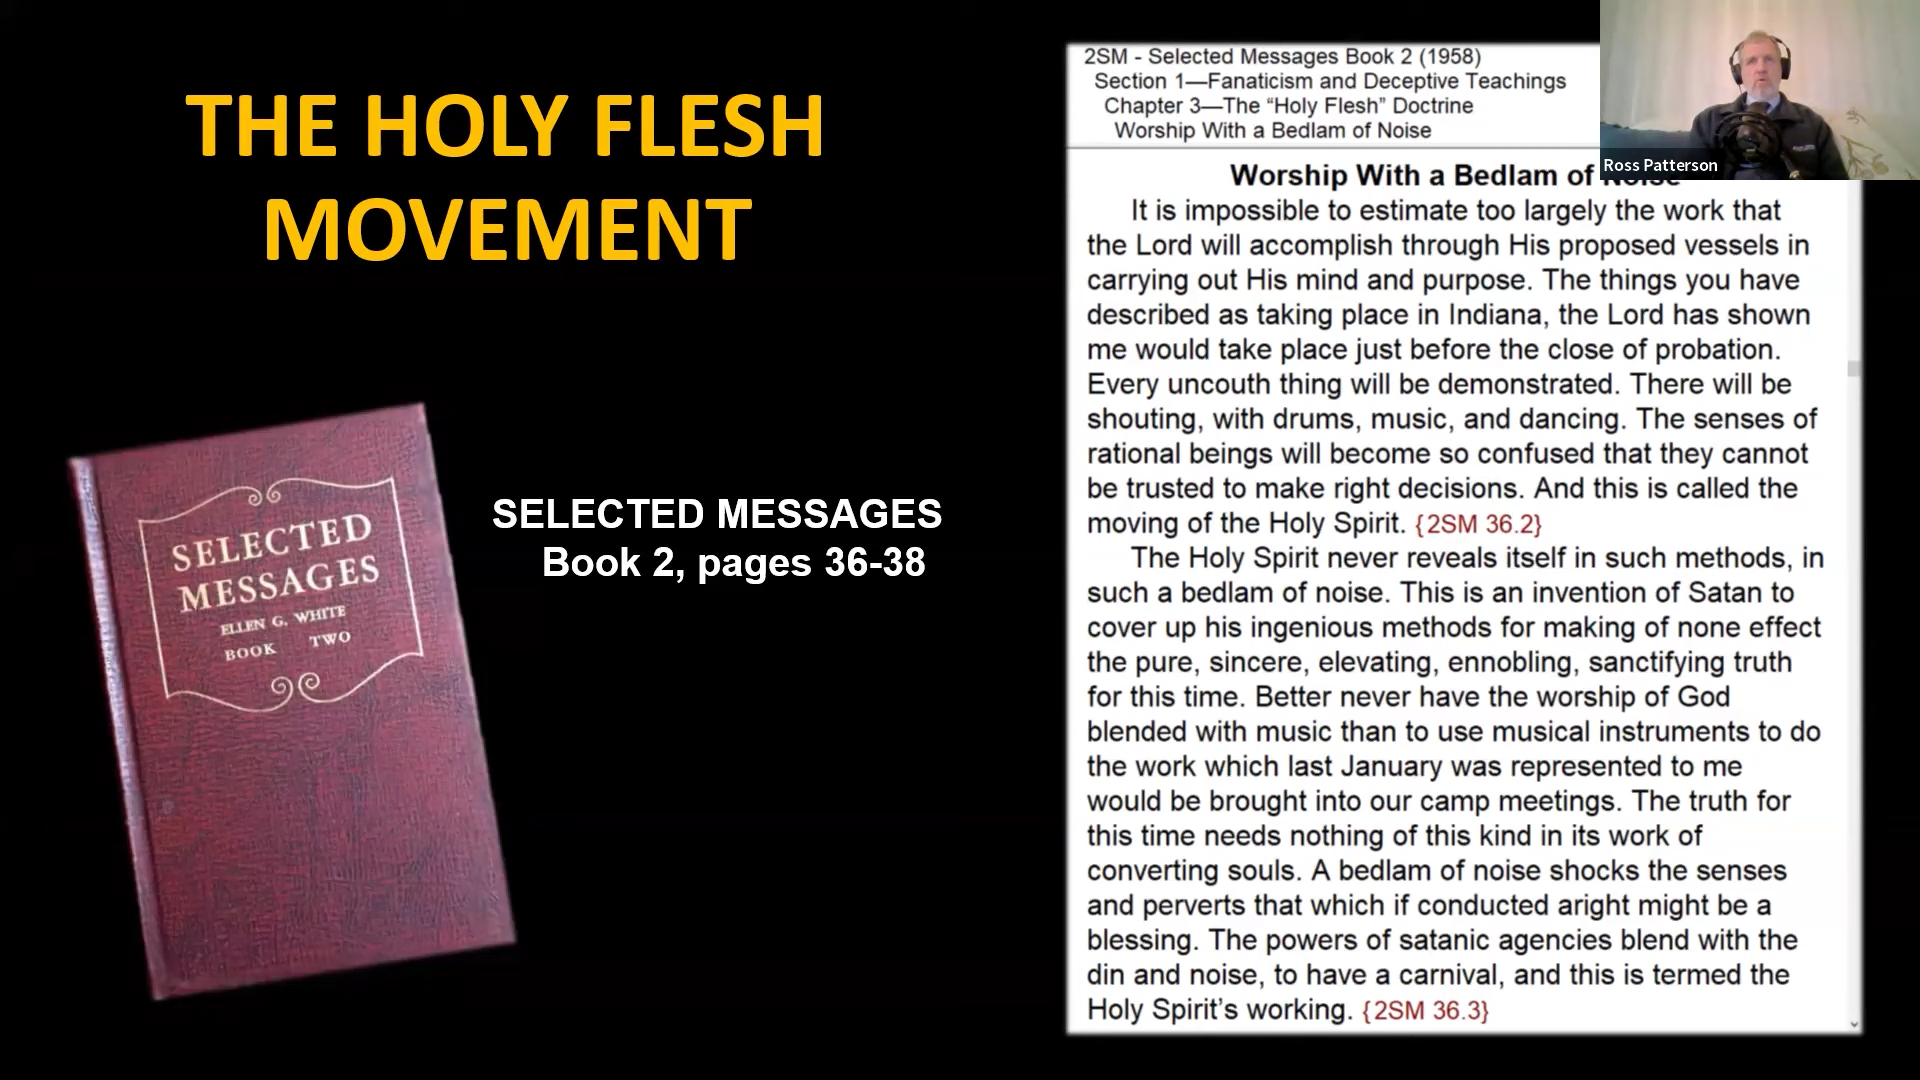 THE HOLY FLESH
MOVEMENT
SELECTED
MESSAGES
ELLEN G. WHITE
BOOK TWO
SELECTED MESSAGES
Book 2, pages 36-38
2SM - Selected Messages Book 2 (1958)
Section 1—Fanaticism and Deceptive Teachings
Chapter 3—The “Holy Flesh” Doctrine
Worship With a Bedlam of Noise
Worship With a Bedlam of Noise
It is impossible to estimate too largely the work that
the Lord will accomplish through His proposed vessels in
carrying out His mind and purpose. The things you have
described as taking place in Indiana, the Lord has shown
me would take place just before the close of probation.
Every uncouth thing will be demonstrated. There will be
shouting, with drums, music, and dancing. The senses of
rational beings will become so confused that they cannot
be trusted to make right decisions. And this is called the
moving of the Holy Spirit. {2SM 36.2}
The Holy Spirit never reveals itself in such methods, in
such a bedlam of noise. This is an invention of Satan to
cover up his ingenious methods for making of none effect
the pure, sincere, elevating, ennobling, sanctifying truth
for this time. Better never have the worship of God
blended with music than to use musical instruments to do
the work which last January was represented to me
would be brought into our camp meetings. The truth for
this time needs nothing of this kind in its work of
converting souls. A bedlam of noise shocks the senses
and perverts that which if conducted aright might be a
blessing. The powers of satanic agencies blend with the
din and noise, to have a carnival, and this is termed the
Holy Spirit’s working. {2SM 36.3}
Ross Patterson